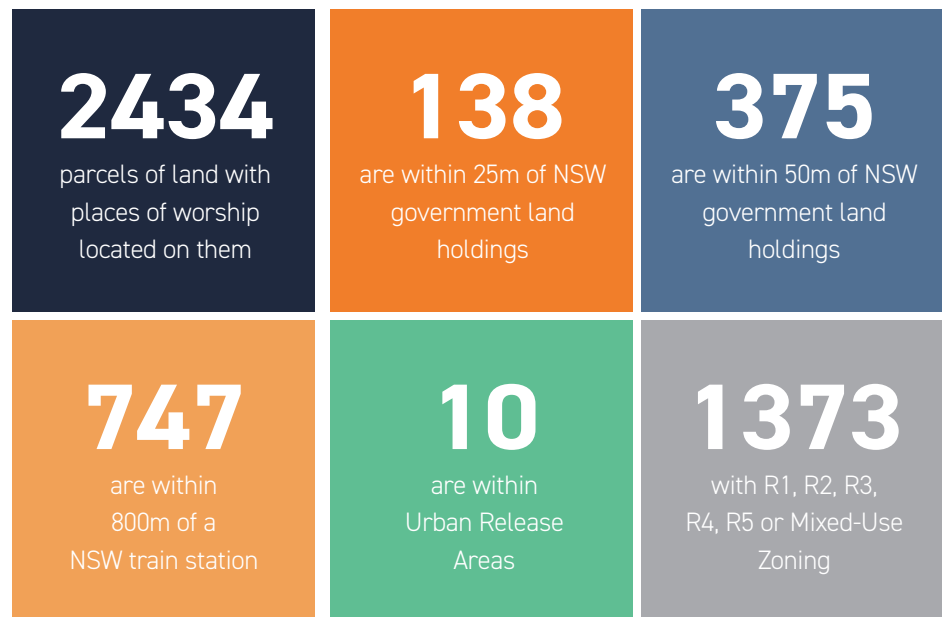 2434
parcels of land with
places of worship
located on them
138
are within 25m of NSW
government land
holdings
375
are within 50m of NSW
government land
holdings
747
are within
800m of a
NSW train station
10
are within
Urban Release
Areas
1373
with R1, R2, R3,
R4, R5 or Mixed-Use
Zoning